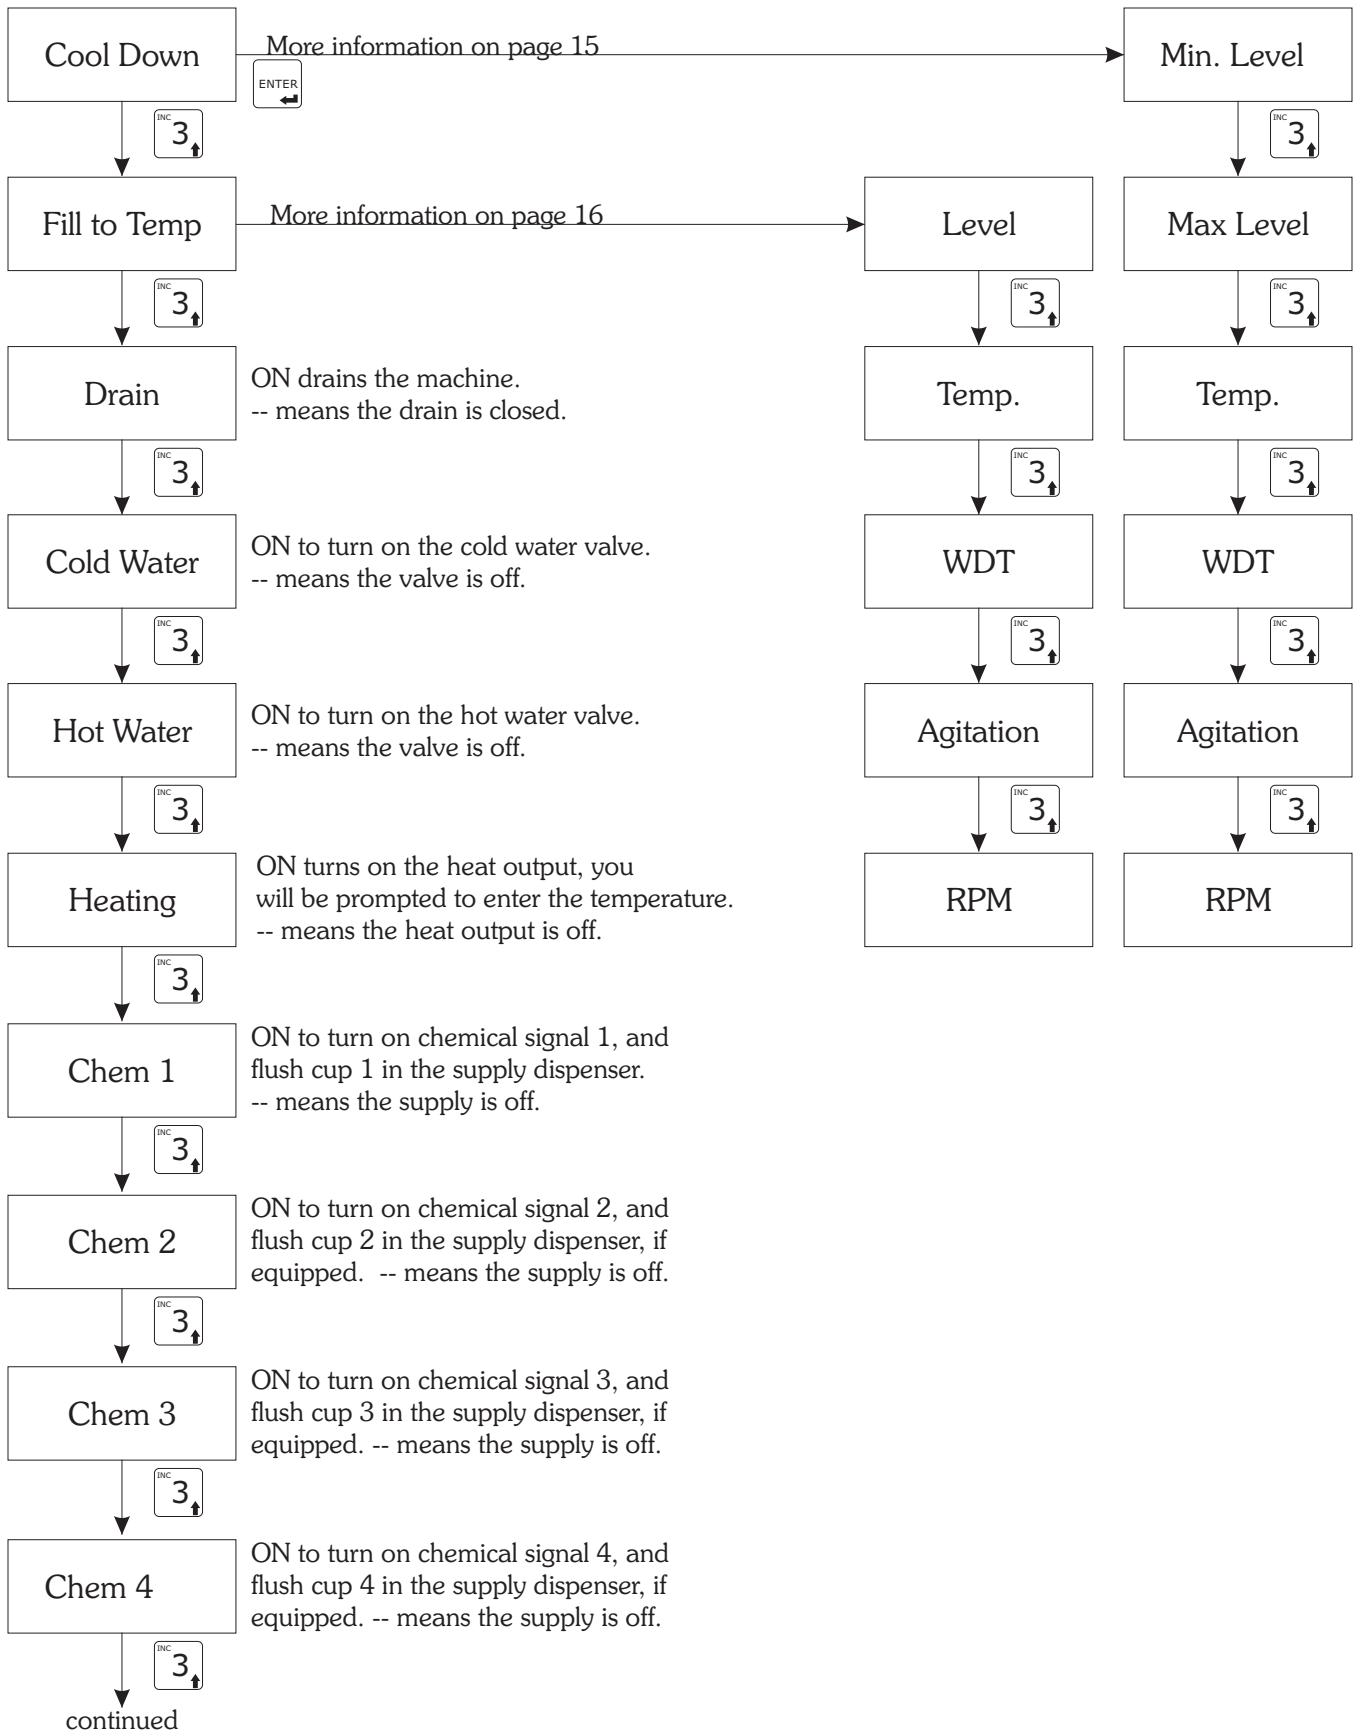 Cool Down
More information on page 15
Min. Level
ENTER
INC
3
INC
3
Fill to Temp
More information on page 16
Level
Max Level
INC
3
INC
3
INC
3
Drain
ON drains the machine.
-- means the drain is closed.
Temp.
Temp.
INC
3
INC
3
INC
3
Cold Water
ON to turn on the cold water valve.
-- means the valve is off.
WDT
WDT
INC
3
INC
3
INC
3
Hot Water
ON to turn on the hot water valve.
-- means the valve is off.
Agitation
Agitation
INC
3
INC
3
INC
3
Heating
ON turns on the heat output, you
will be prompted to enter the temperature.
-- means the heat output is off.
RPM
RPM
INC
3
Chem 1
ON to turn on chemical signal 1, and
flush cup 1 in the supply dispenser.
-- means the supply is off.
INC
3
Chem 2
ON to turn on chemical signal 2, and
flush cup 2 in the supply dispenser, if
equipped.  -- means the supply is off.
INC
3
Chem 3
ON to turn on chemical signal 3, and
flush cup 3 in the supply dispenser, if
equipped. -- means the supply is off.
INC
3
Chem 4
ON to turn on chemical signal 4, and
flush cup 4 in the supply dispenser, if
equipped. -- means the supply is off.
INC
3
continued